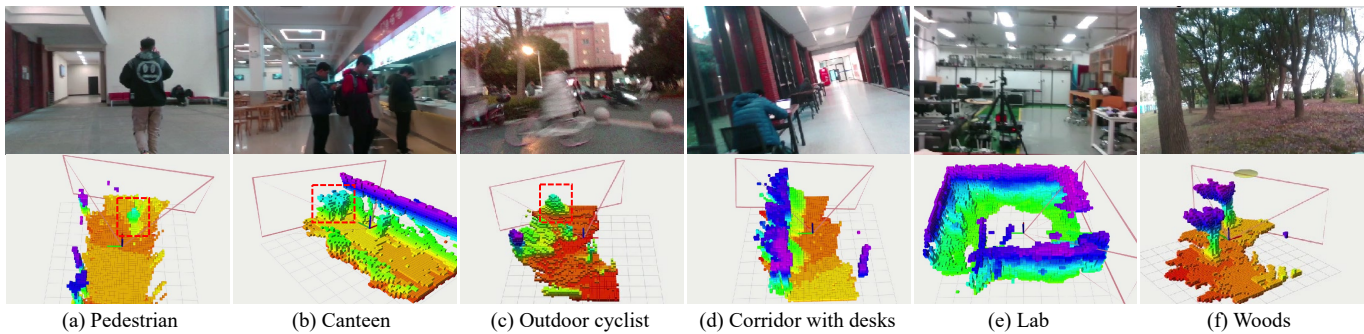 (a) Pedestrian
(b) Canteen
(c) Outdoor cyclist
(d) Corridor with desks
(e) Lab
(f) Woods